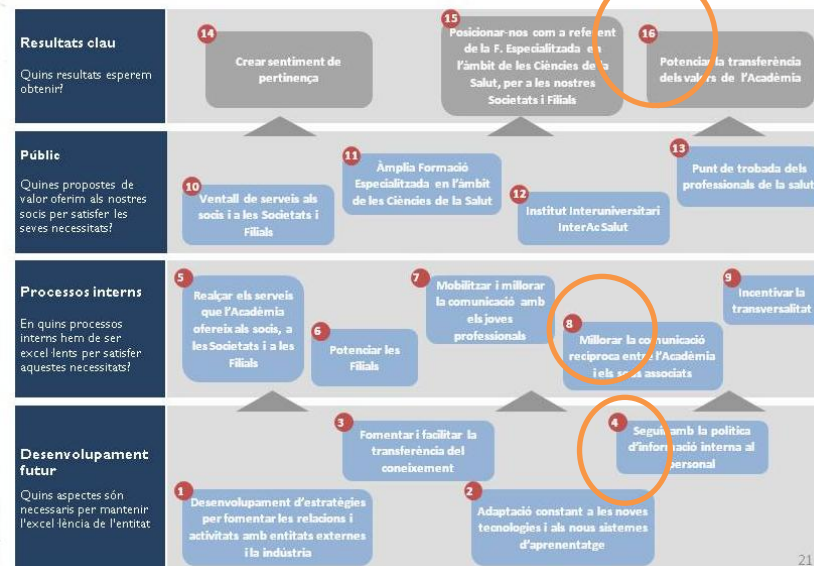 Resultats clau
Quins resultats esperem
obtenir?
14
Crear sentiment de
pertinença
15
Posicionar-nos com a referent
de la F. Especialitzada en
l'àmbit de les Ciències de la
Salut, per a les nostres
Societats i Filials
16
Potenciar la transferència
dels valors de l'Acadèmia
Públic
Quines propostes de
valor oferim als nostres
socis per satisfer les
seves necessitats?
10
Ventall de serveis als
socis i a les Societats i
Filials
11
Àmplia Formació
Especialitzada en l'àmbit
de les Ciències de la Salut
12
Institut Interuniversitari
InterAc Salut
13
Punt de trobada dels
professionals de la salut
Processos interns
En quins processos
interns hem de ser
excel·lents per satisfer
aquestes necessitats?
5
Realçar els serveis
que l'Acadèmia
ofereix als socis, a
les Societats i a les
Filials
6
Potenciar les
Filials
7
Mobilitzar i millorar
la comunicació amb
els joves
professionals
8
Millorar la comunicació
reciproca entre l'Acadèmia
i els seus associats
9
Incentivar la
transversalitat
Desenvolupament
futur
Quins aspectes són
necessaris per mantenir
l'excel·lència de l'entitat
1
Desenvolupament d'estratègies
per fomentar les relacions i
activitats amb entitats externes
i la indústria
2
Adaptació constant a les noves
tecnologies i als nous sistemes
d'aprenentatge
3
Fomentar i facilitar la
transferència del
coneixement
4
Seguir amb la política
d'informació interna al
personal
21